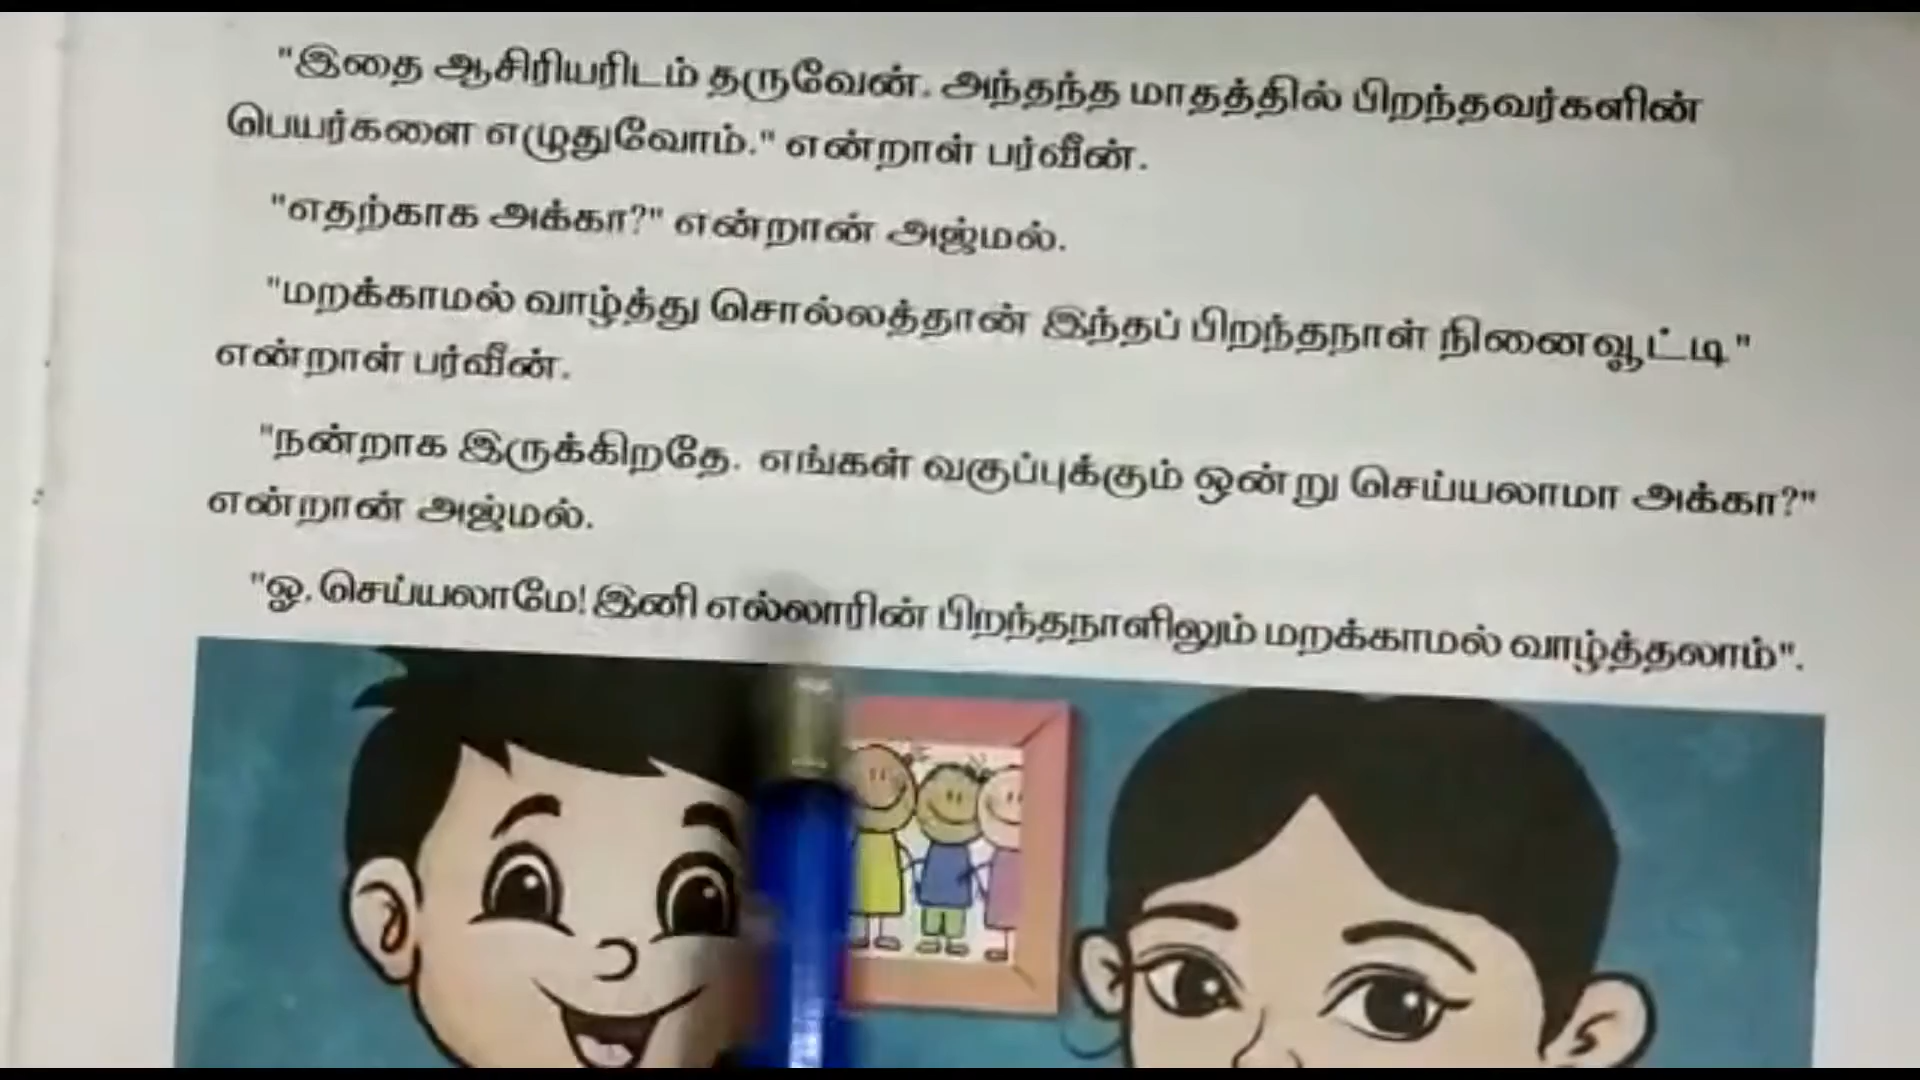 "இதை ஆசிரியரிடம் தருவேன். அந்தந்த மாதத்தில் பிறந்தவர்களின்
பெயர்களை எழுதுவோம்." என்றாள் பர்வீன்.
"எதற்காக அக்கா?" என்றான் அஜ்மல்.
"மறக்காமல் வாழ்த்து சொல்லத்தான் இந்தப் பிறந்தநாள் நினைவூட்டி"
என்றாள் பர்வீன்.
"நன்றாக இருக்கிறதே. எங்கள் வகுப்புக்கும் ஒன்று செய்யலாமா அக்கா?"
என்றான் அஜ்மல்.
"ஓ. செய்யலாமே! இனி எல்லாரின் பிறந்தநாளிலும் மறக்காமல் வாழ்த்தலாம்".